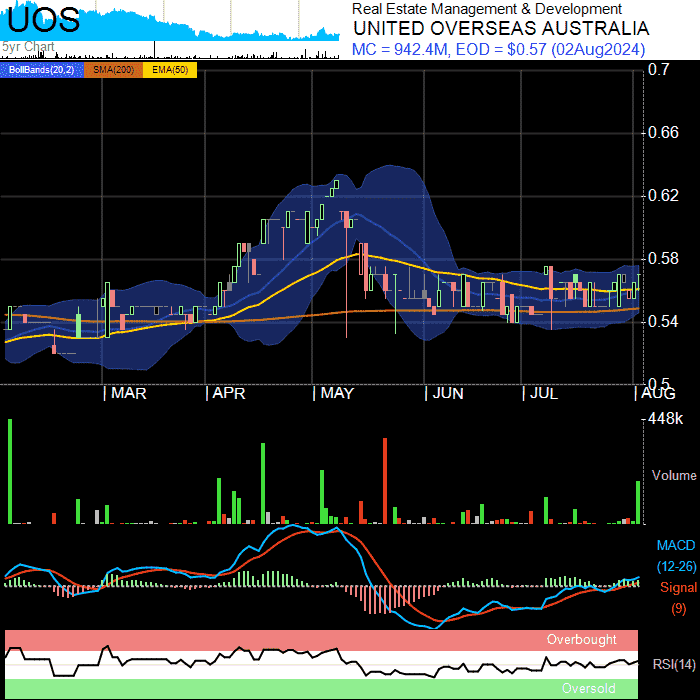 UOS
5yr Chart
Real Estate Management & Development
UNITED OVERSEAS AUSTRALIA
MC = 942.4M, EOD = $0.57 (02Aug2024)
BollBands(20,2) SMA(200) EMA(50)
0.7
0.66
0.62
0.58
0.54
0.5
MAR APR MAY JUN JUL AUG
448k
Volume
MACD
(12-26)
Signal
(9)
Overbought
RSI(14)
Oversold